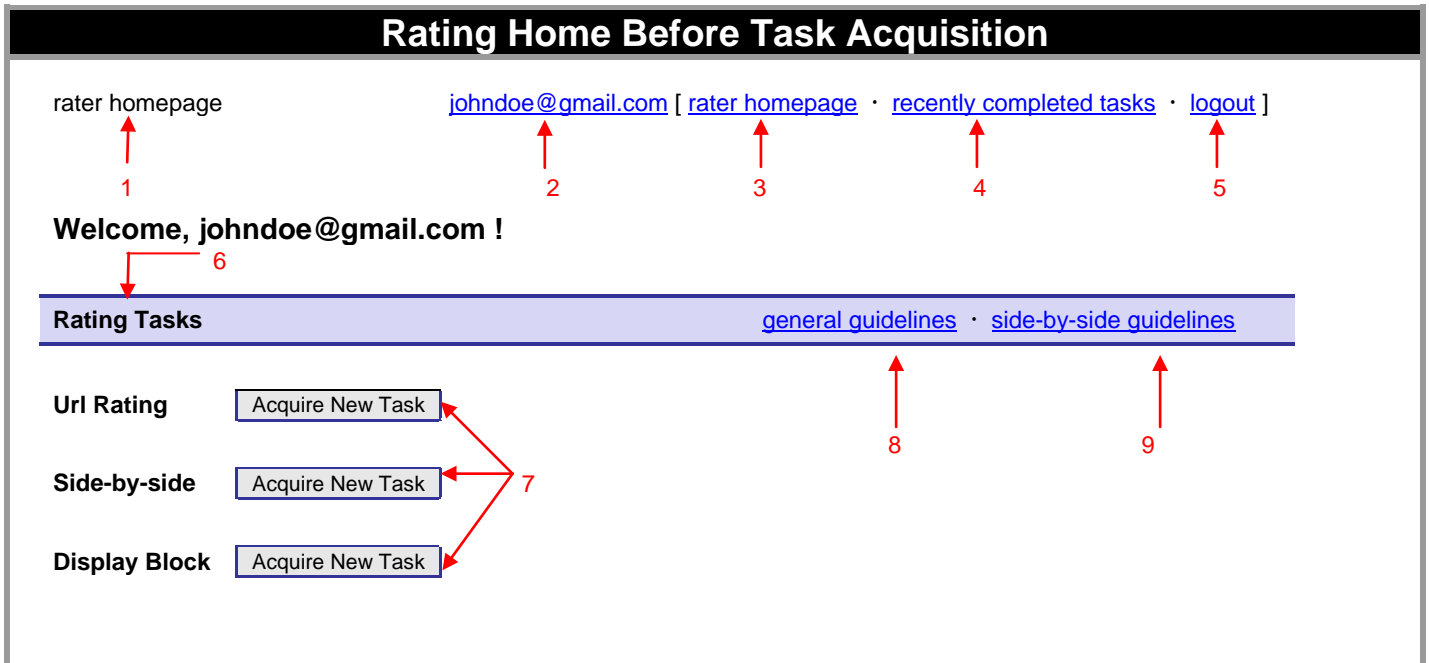 Rating Home Before Task Acquisition
rater homepage johndoe@gmail.com [ rater homepage · recently completed tasks · logout ]
1 2 3 4 5
Welcome, johndoe@gmail.com !
6
Rating Tasks general guidelines · side-by-side guidelines
Url Rating Acquire New Task
8 9
Side-by-side Acquire New Task 7
Display Block Acquire New Task